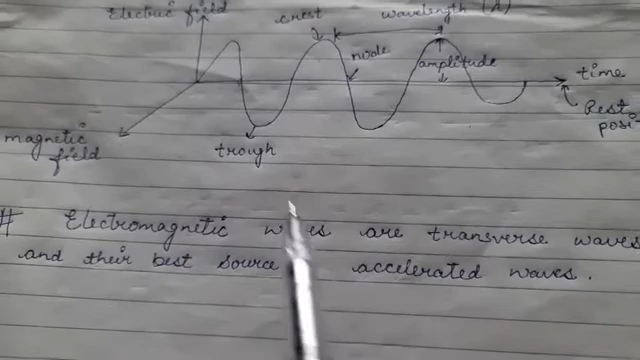 Electric field
crest
wavelength (λ)
node
amplitude
time
Rest
posi
magnetic
field
trough
# Electromagnetic are transverse waves
and their best source accelerated waves.